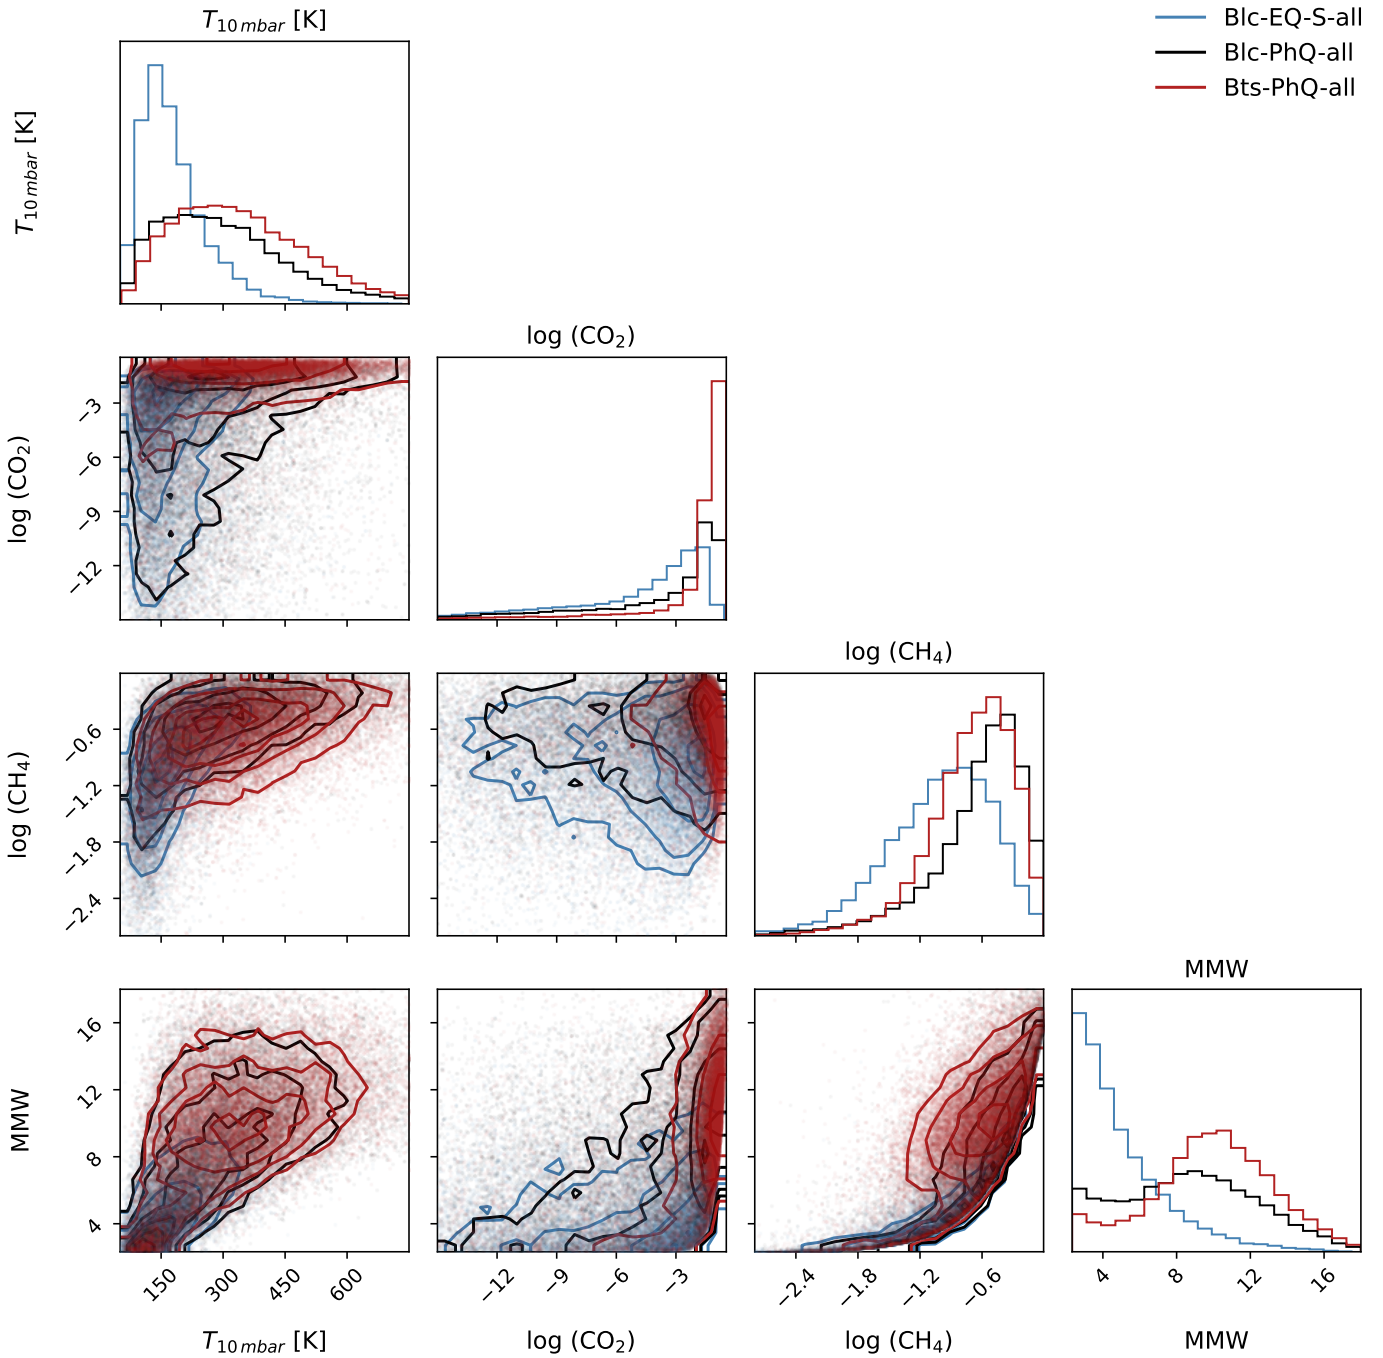 T10 mbar [K]
Blc-EQ-S-all
Blc-PhQ-all
Bts-PhQ-all
T10 mbar [K]
log (CO2)
log (CO2)
−3
−6
−9
−12
log (CH4)
log (CH4)
−0.6
−1.2
−1.8
−2.4
MMW
MMW
16
12
8
4
150 300 450 600
−12 −9 −6 −3
−2.4 −1.8 −1.2 −0.6
4 8 12 16
T10 mbar [K]
log (CO2)
log (CH4)
MMW